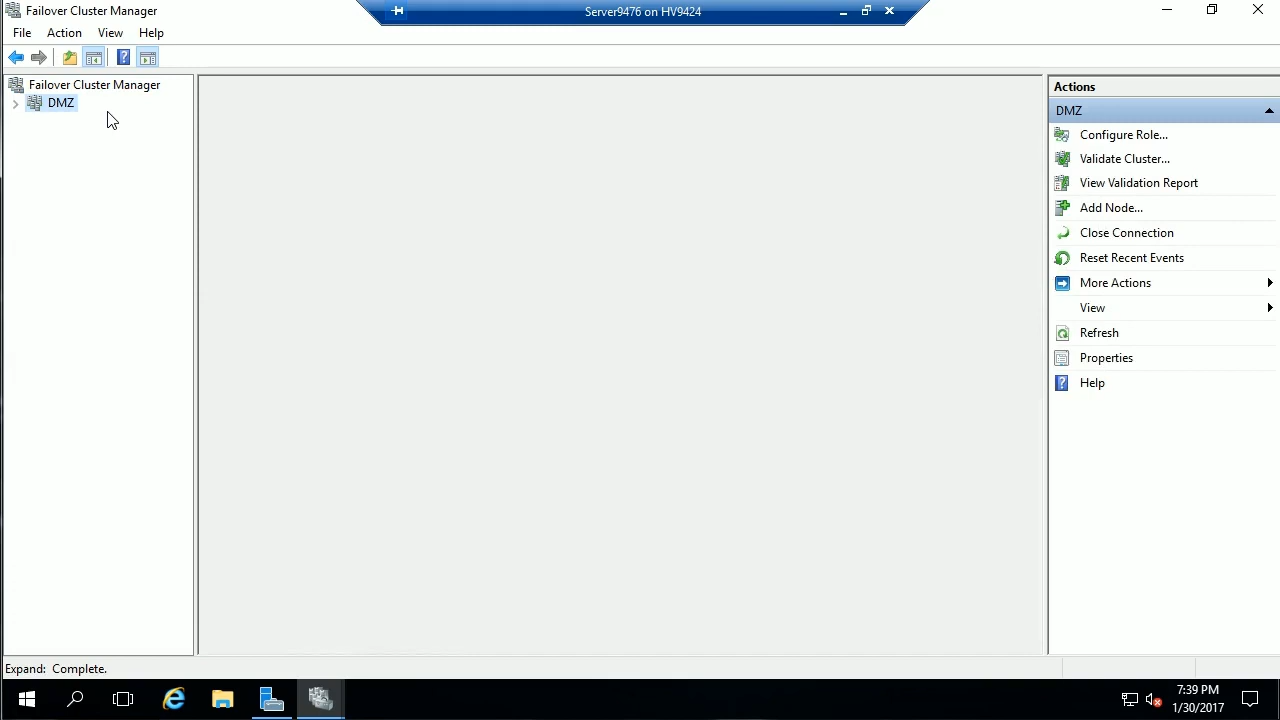 Failover Cluster Manager
Server9476 on HV9424
File Action View Help
Failover Cluster Manager
DMZ
Actions
DMZ
Configure Role...
Validate Cluster...
View Validation Report
Add Node...
Close Connection
Reset Recent Events
More Actions
View
Refresh
Properties
Help
Expand: Complete.
7:39 PM
1/30/2017